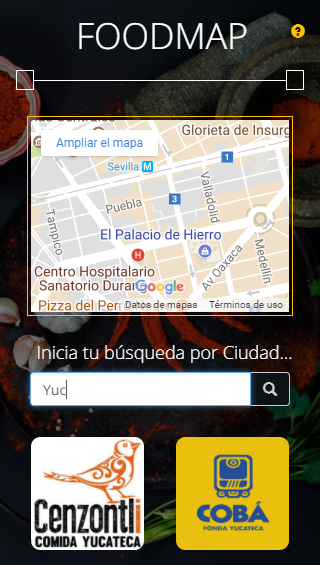 FOODMAP
?
Glorieta de Insurg
Ampliar el mapa
Sevilla M
1
3
Puebla
Valladolid
Tampico
El Palacio de Hierro
Av Oaxaca
Medellín
H
Centro Hospitalario
Sanatorio Duran
Google
Pizza del Per
Datos de mapas
Términos de uso
Inicia tu búsqueda por Ciudad...
Yuc
Cenzontli
COMIDA YUCATECA
COBÁ
FONDA YUCATECA